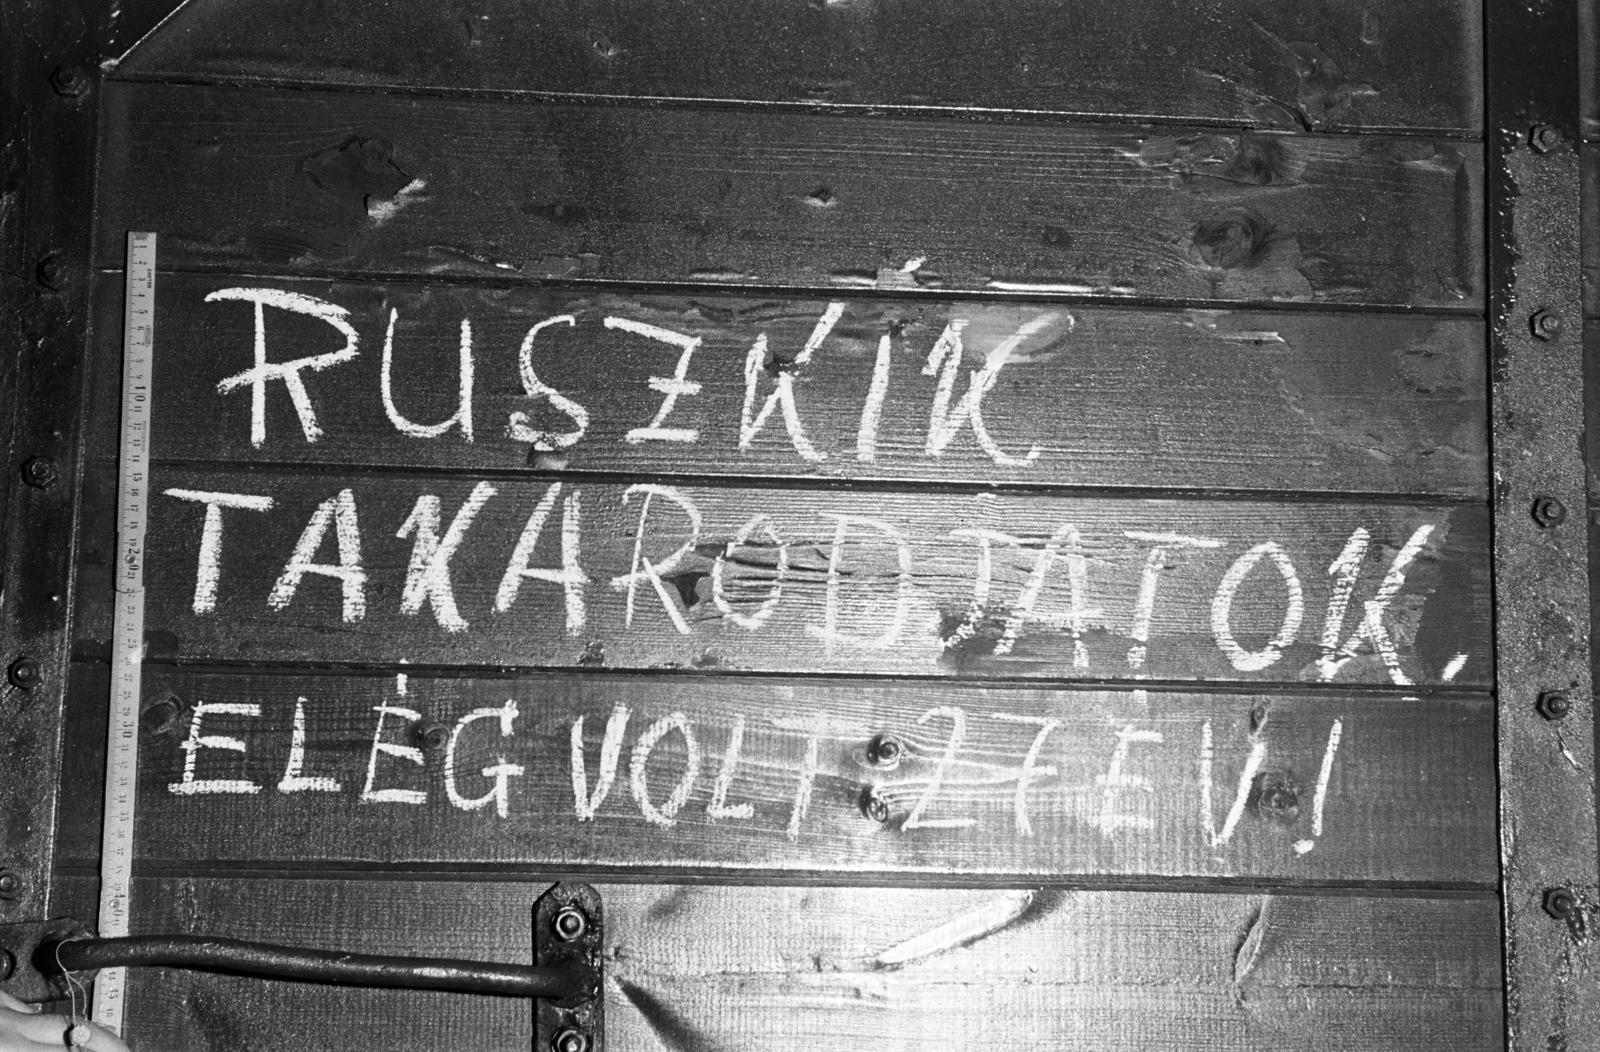 RUSZKIK
TAKARODJATOK.
ELÉG VOLT 27 ÉV!